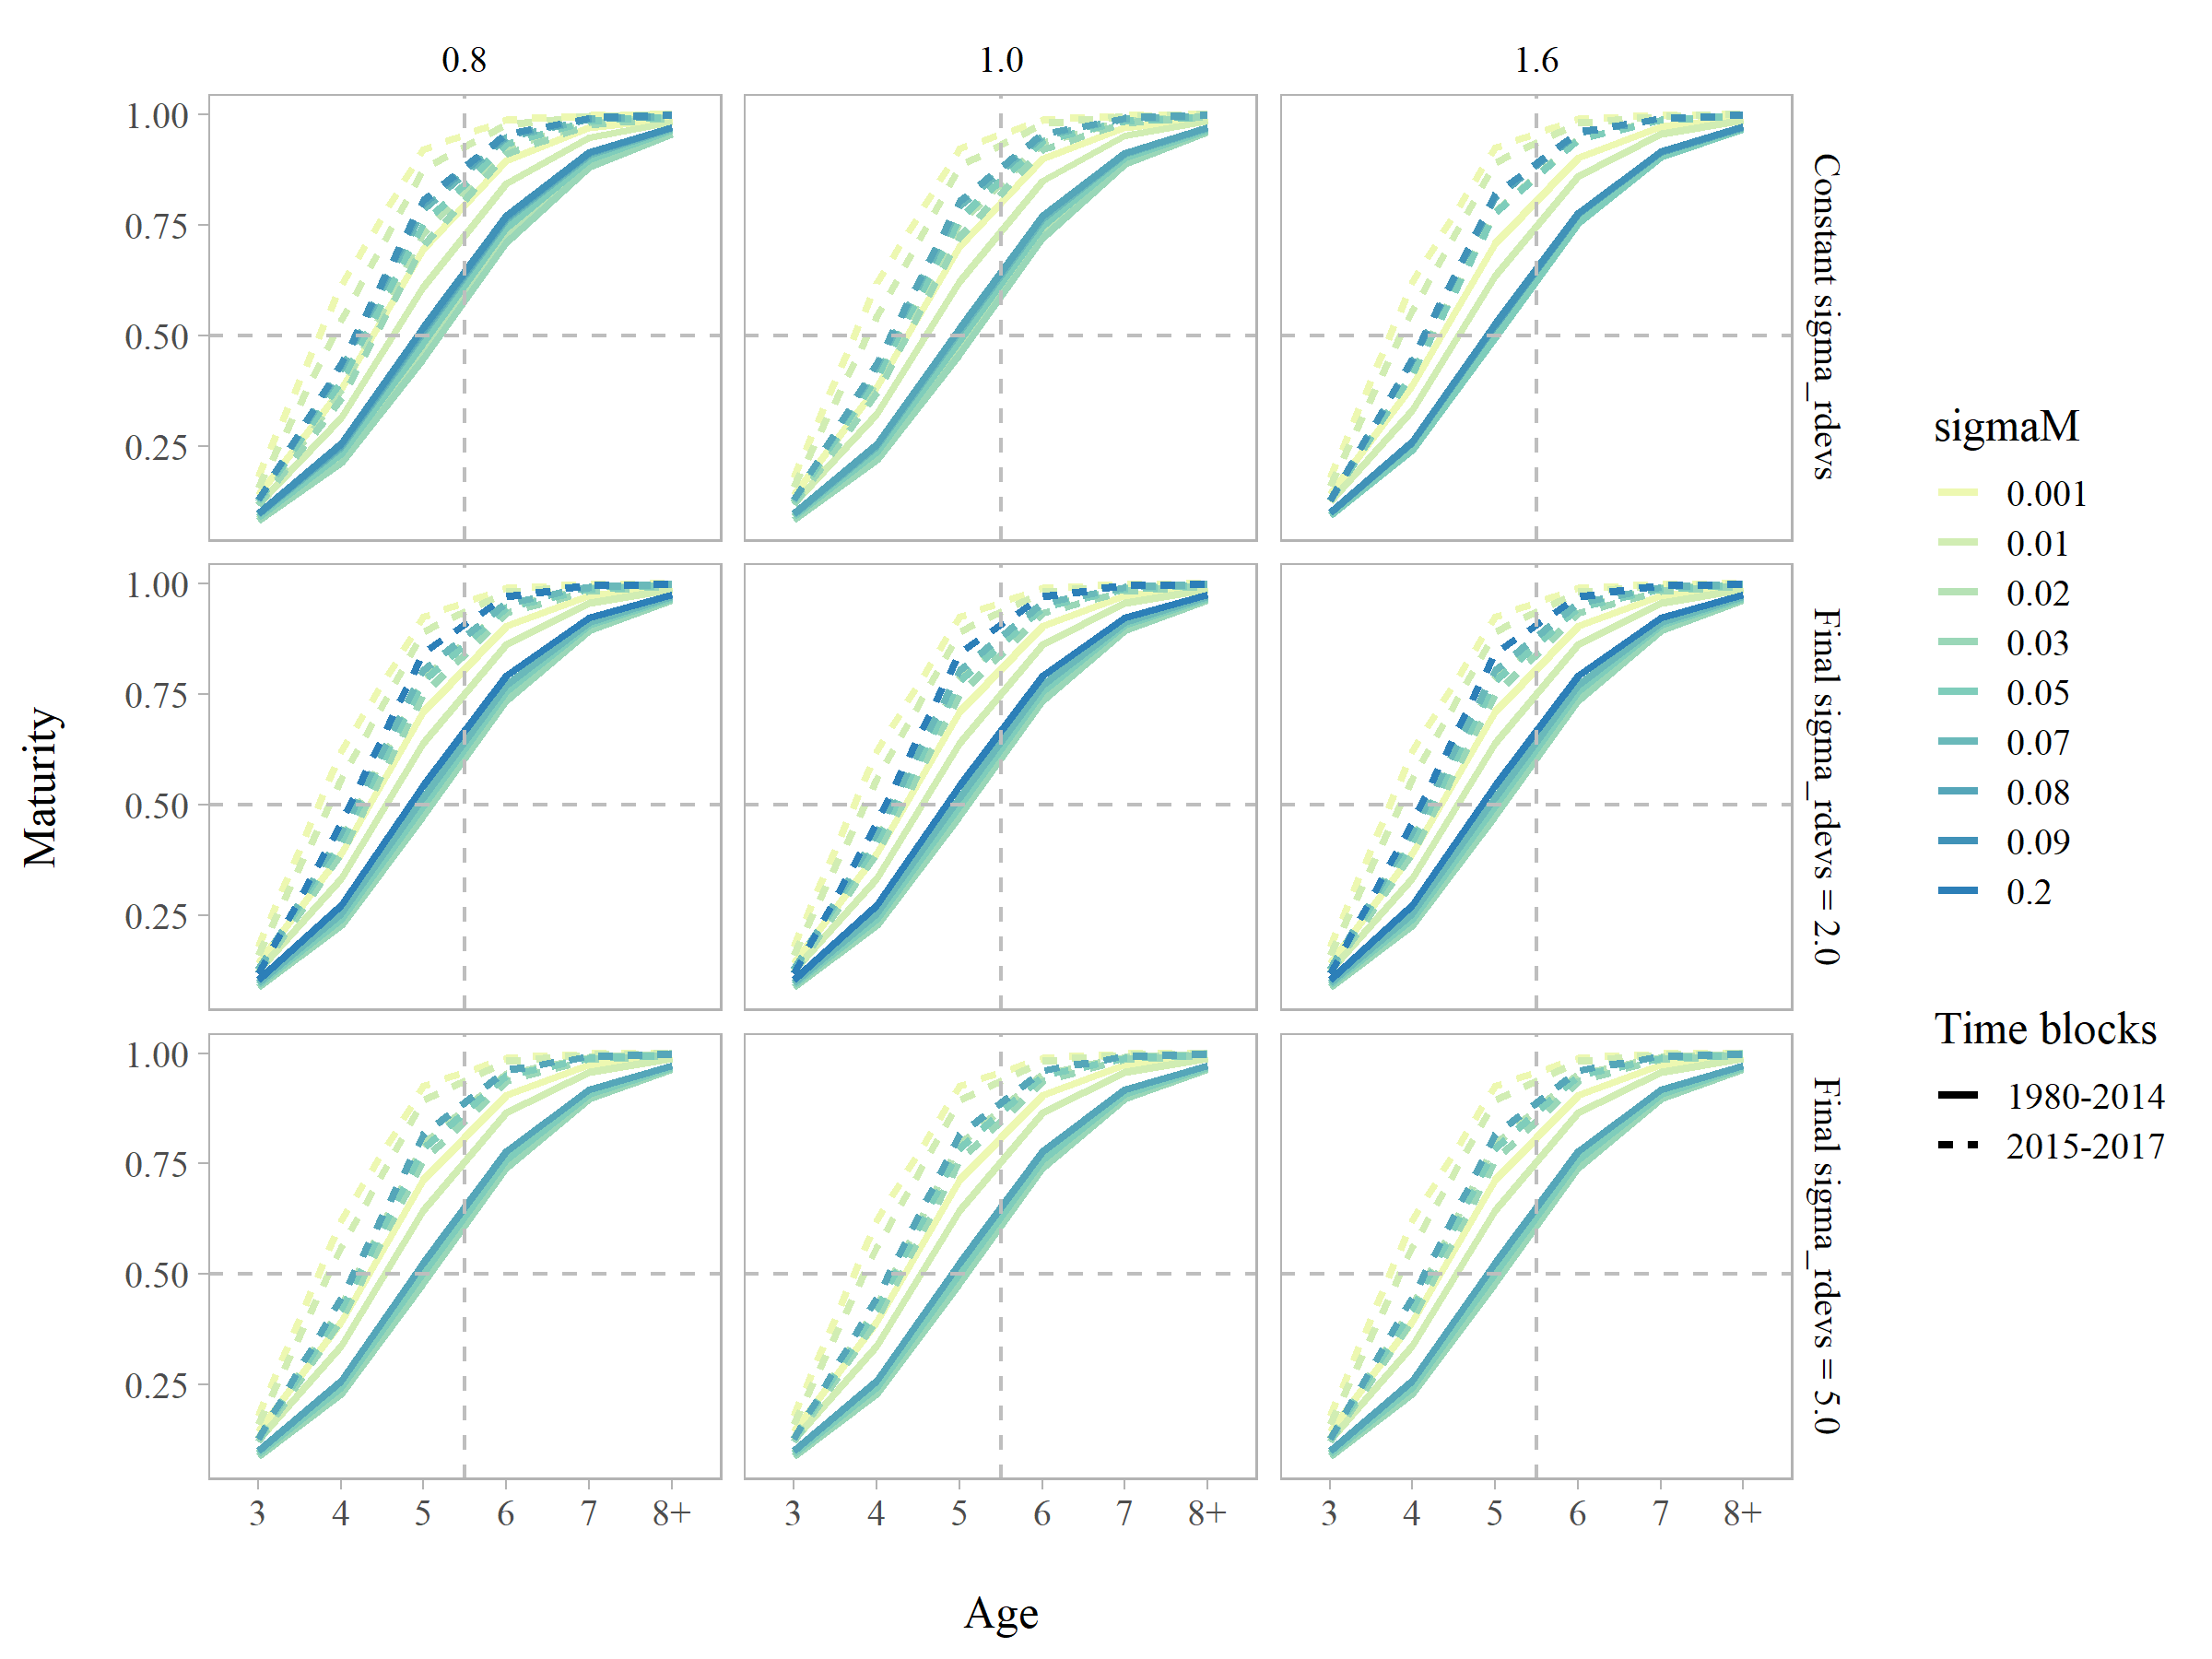 0.8 1.0 1.6
1.00
0.75
0.50
0.25
Constant sigma_rdevs
1.00
0.75
0.50
0.25
Final sigma_rdevs = 2.0
1.00
0.75
0.50
0.25
Final sigma_rdevs = 5.0
Maturity
3 4 5 6 7 8+ 3 4 5 6 7 8+ 3 4 5 6 7 8+
Age
sigmaM
0.001
0.01
0.02
0.03
0.05
0.07
0.08
0.09
0.2
Time blocks
1980-2014
2015-2017